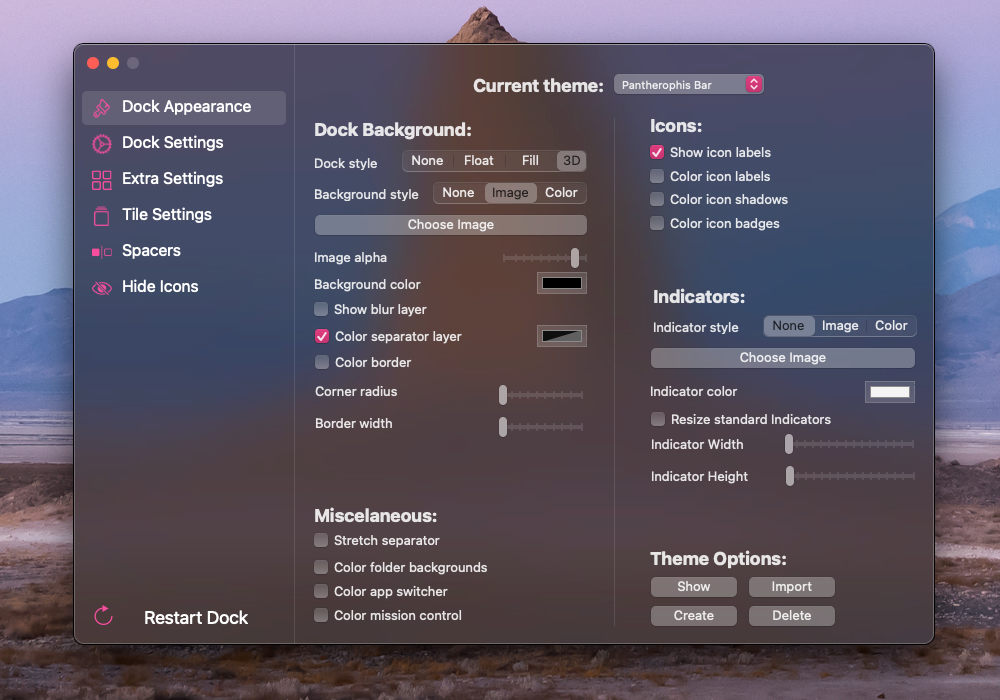 Dock Appearance
Dock Settings
Extra Settings
Tile Settings
Spacers
Hide Icons
Restart Dock
Current theme: Pantherophis Bar
Dock Background:
Dock style None Float Fill 3D
Background style None Image Color
Choose Image
Image alpha
Background color
Show blur layer
Color separator layer
Color border
Corner radius
Border width
Miscelaneous:
Stretch separator
Color folder backgrounds
Color app switcher
Color mission control
Icons:
Show icon labels
Color icon labels
Color icon shadows
Color icon badges
Indicators:
Indicator style None Image Color
Choose Image
Indicator color
Resize standard Indicators
Indicator Width
Indicator Height
Theme Options:
Show Import
Create Delete